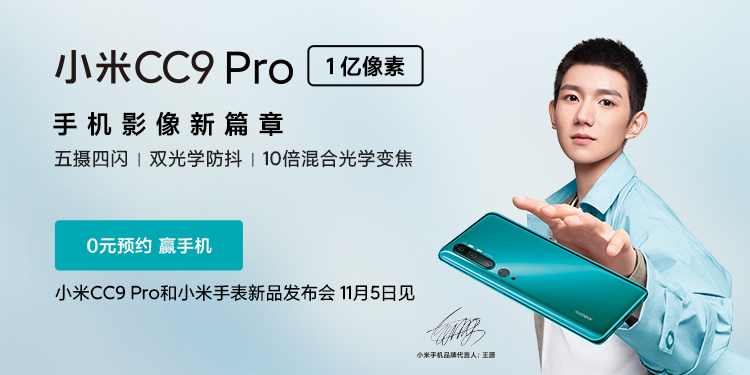 小米CC9 Pro 1亿像素
手机影像新篇章
五摄四闪 | 双光学防抖 | 10倍混合光学变焦
0元预约 赢手机
小米CC9 Pro和小米手表新品发布会 11月5日见
小米手机品牌代言人：王源
XIAOMI